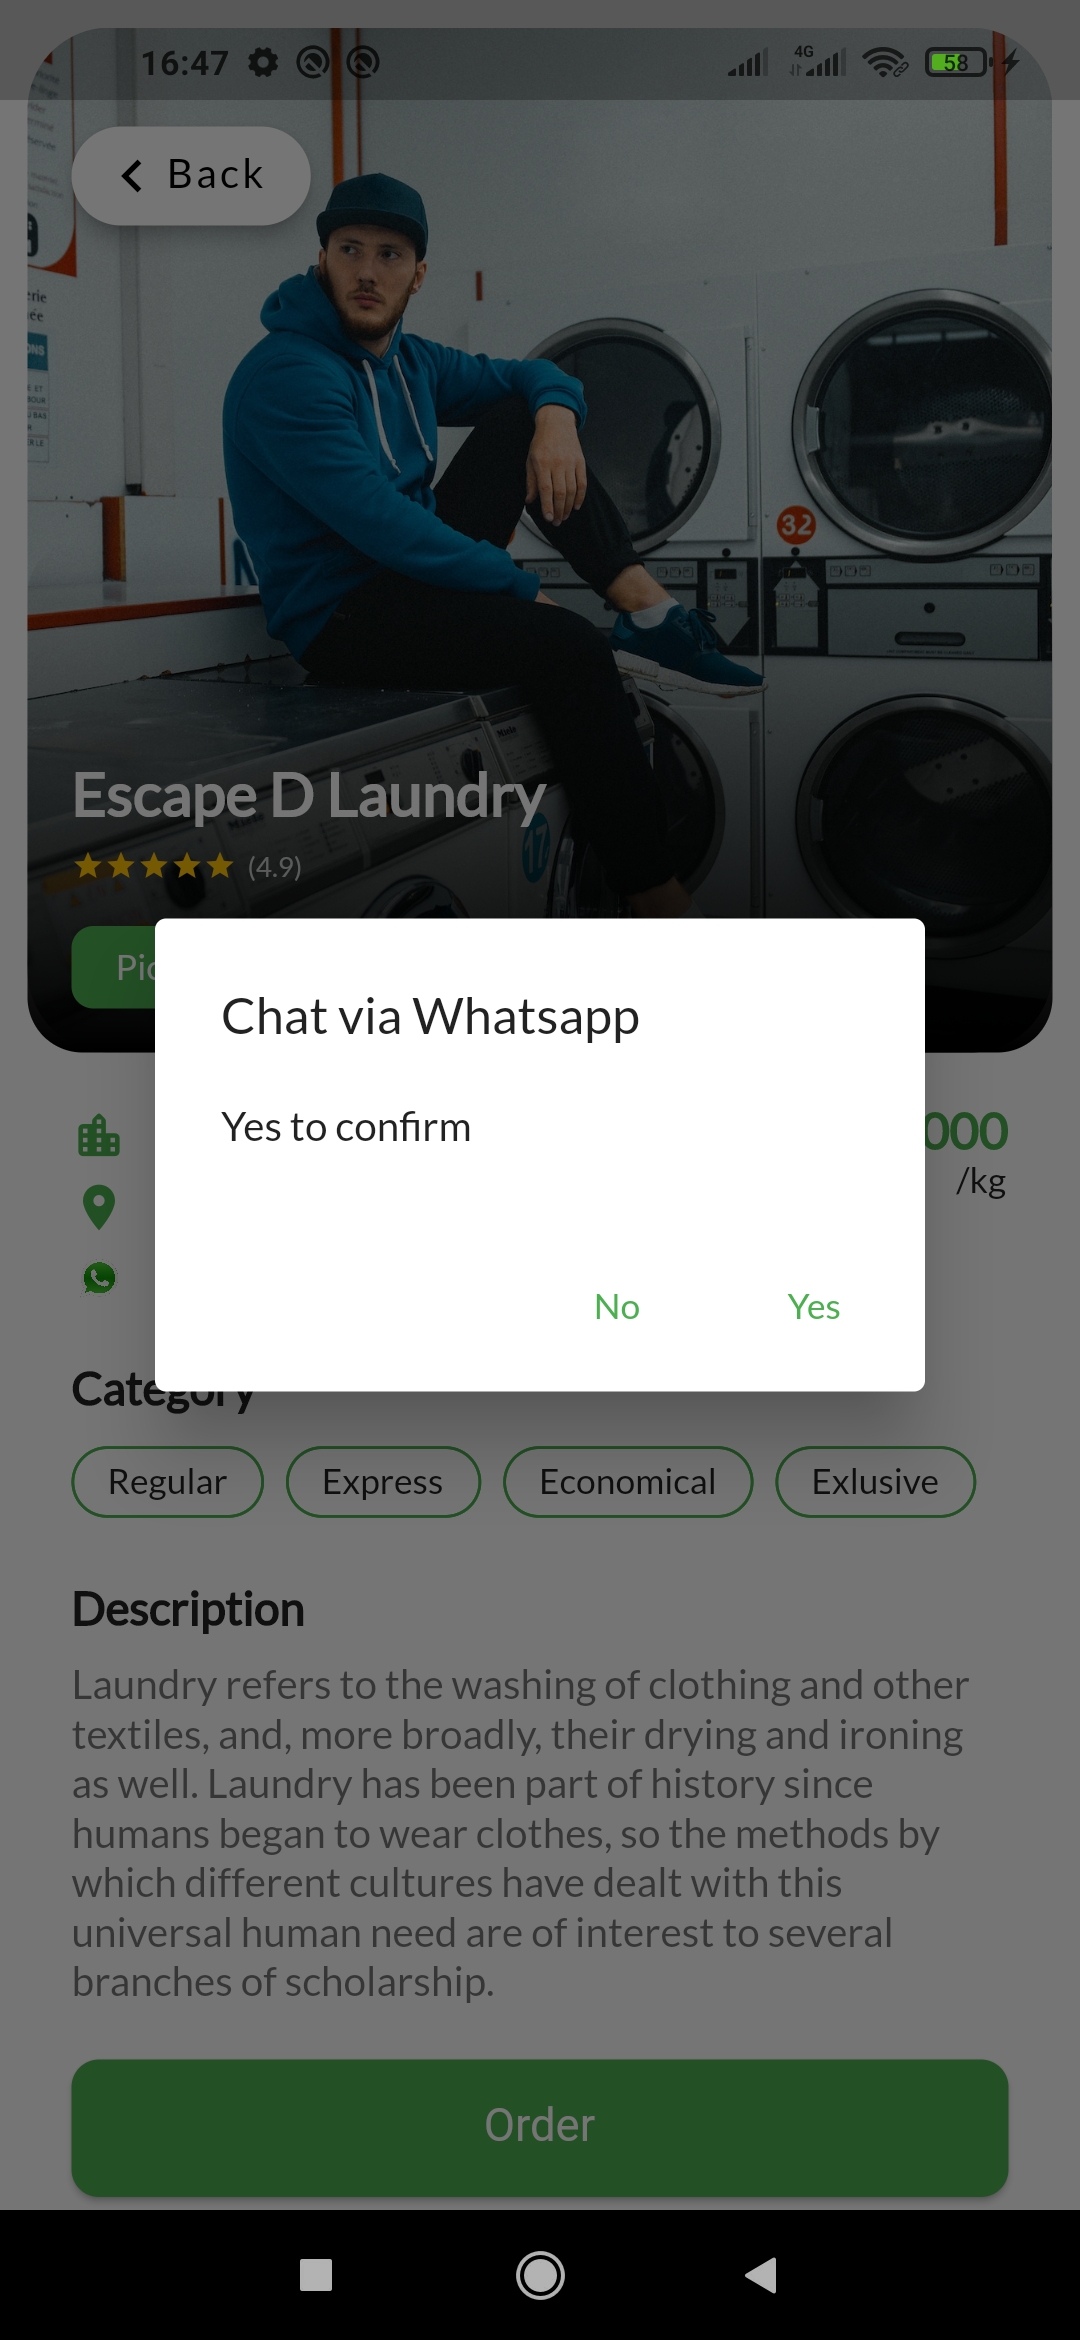 16:47
4G
58
Back
32
Escape D Laundry
17
(4.9)
Pic
Chat via Whatsapp
Yes to confirm
000
/kg
No
Yes
Category
Regular
Express
Economical
Exlusive
Description
Laundry refers to the washing of clothing and other
textiles, and, more broadly, their drying and ironing
as well. Laundry has been part of history since
humans began to wear clothes, so the methods by
which different cultures have dealt with this
universal human need are of interest to several
branches of scholarship.
Order